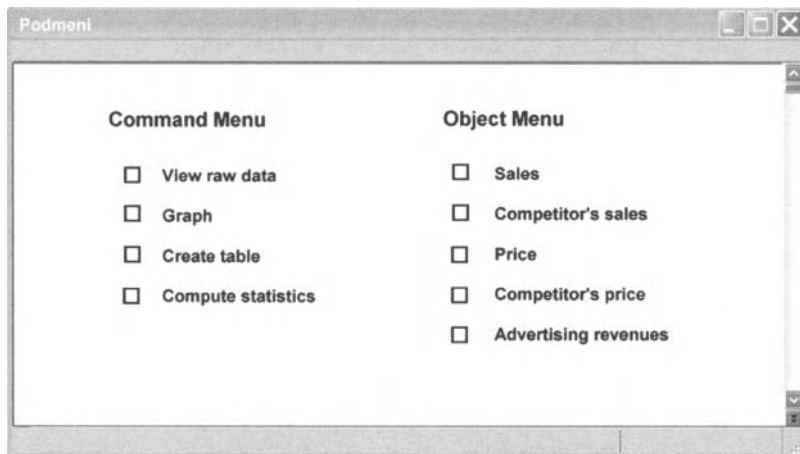 Podmeni
Command Menu
View raw data
Graph
Create table
Compute statistics
Object Menu
Sales
Competitor's sales
Price
Competitor's price
Advertising revenues